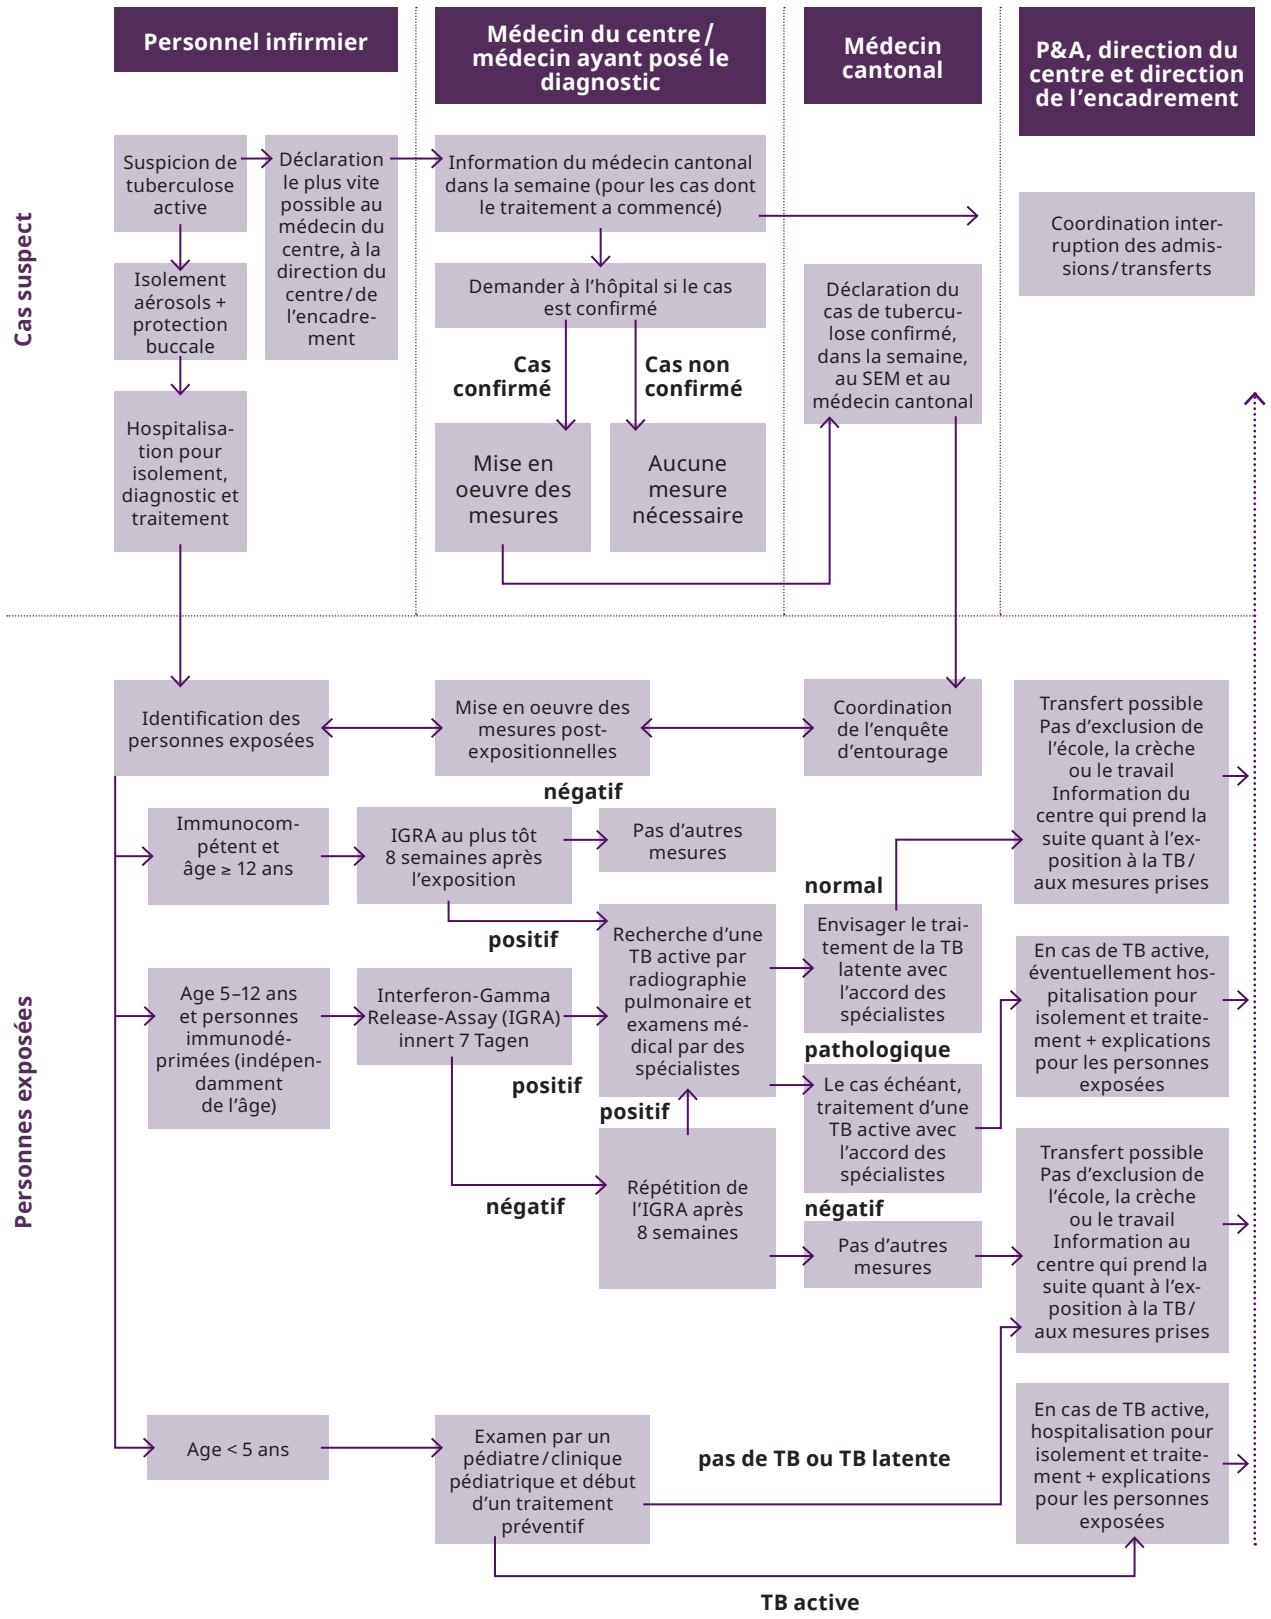 Personnel infirmier
Médecin du centre/
médecin ayant posé le
diagnostic
Médecin
cantonal
P&A, direction du
centre et direction
de l'encadrement
Cas suspect
Suspicion de
tuberculose
active
Déclaration
le plus vite
possible au
médecin du
centre, à la
direction du
centre/de
l'encadre-
ment
Information du médecin cantonal
dans la semaine (pour les cas dont
le traitement a commencé)
Coordination inter-
ruption des admis-
sions/transferts
Isolement
aérosols +
protection
buccale
Demander à l'hôpital si le cas
est confirmé
Déclaration du
cas de tubercu-
lose confirmé,
dans la semaine,
au SEM et au
médecin cantonal
Cas
confirmé
Cas non
confirmé
Hospitalisa-
tion pour
isolement,
diagnostic et
traitement
Mise en
oeuvre des
mesures
Aucune
mesure
nécessaire
Personnes exposées
Identification des
personnes exposées
Mise en oeuvre des
mesures post-
expositionnelles
Coordination
de l'enquête
d'entourage
Transfert possible
Pas d'exclusion de
l'école, la crèche
ou le travail
Information du
centre qui prend la
suite quant à l'ex-
position à la TB/
aux mesures prises
négatif
Immunocom-
pétent et
âge ≥ 12 ans
IGRA au plus tôt
8 semaines après
l'exposition
Pas d'autres
mesures
normal
positif
Recherche d'une
TB active par
radiographie
pulmonaire et
examens mé-
dical par des
spécialistes
Envisager le trai-
tement de la TB
latente avec
l'accord des
spécialistes
En cas de TB active,
éventuellement hos-
pitalisation pour
isolement et traite-
ment + explications
pour les personnes
exposées
Age 5–12 ans
et personnes
immunodé-
primées (indépen-
damment
de l'âge)
Interferon-Gamma
Release-Assay (IGRA)
innert 7 Tagen
pathologique
positif
positif
Le cas échéant,
traitement d'une
TB active avec
l'accord des
spécialistes
négatif
Répétition de
l'IGRA après
8 semaines
négatif
Pas d'autres
mesures
Transfert possible
Pas d'exclusion de
l'école, la crèche
ou le travail
Information au
centre qui prend la
suite quant à l'ex-
position à la TB/
aux mesures prises
Age < 5 ans
Examen par un
pédiatre/clinique
pédiatrique et début
d'un traitement
préventif
pas de TB ou TB latente
En cas de TB active,
hospitalisation pour
isolement et traite-
ment + explications
pour les personnes
exposées
TB active